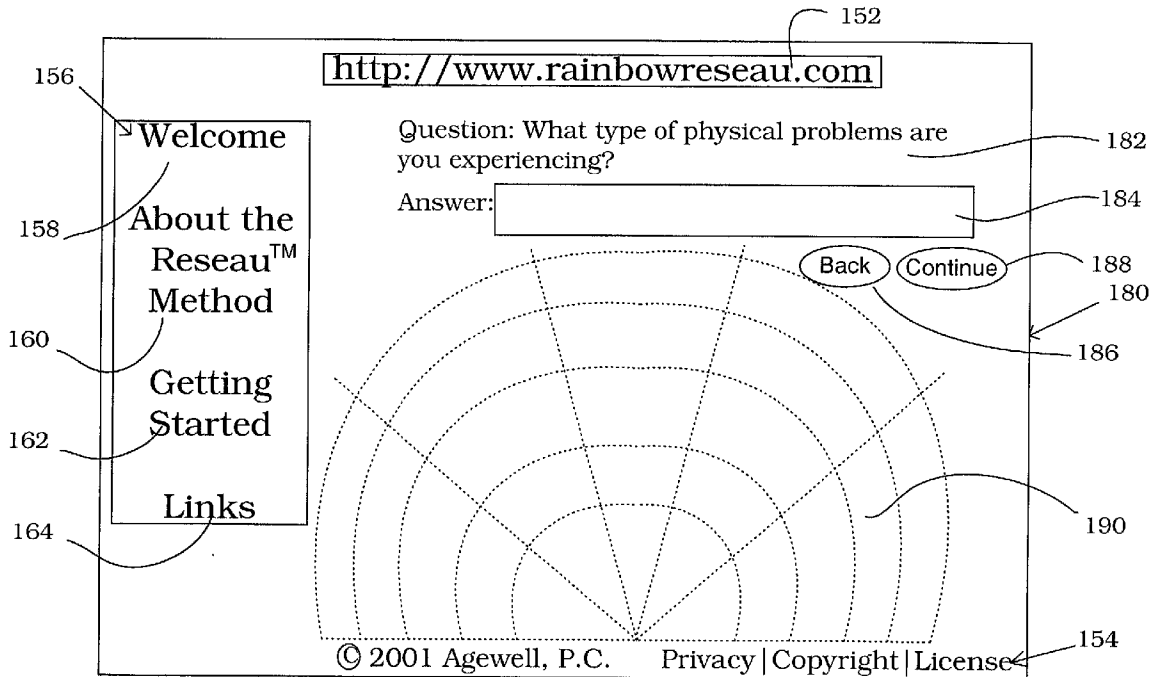 152
http://www.rainbowreseau.com
156
Welcome
Question: What type of physical problems are
you experiencing?
182
Answer:
184
158
About the
Reseau™
Method
Back
Continue
188
180
186
160
Getting
Started
162
Links
164
190
© 2001 Agewell, P.C.
Privacy|Copyright|License
154